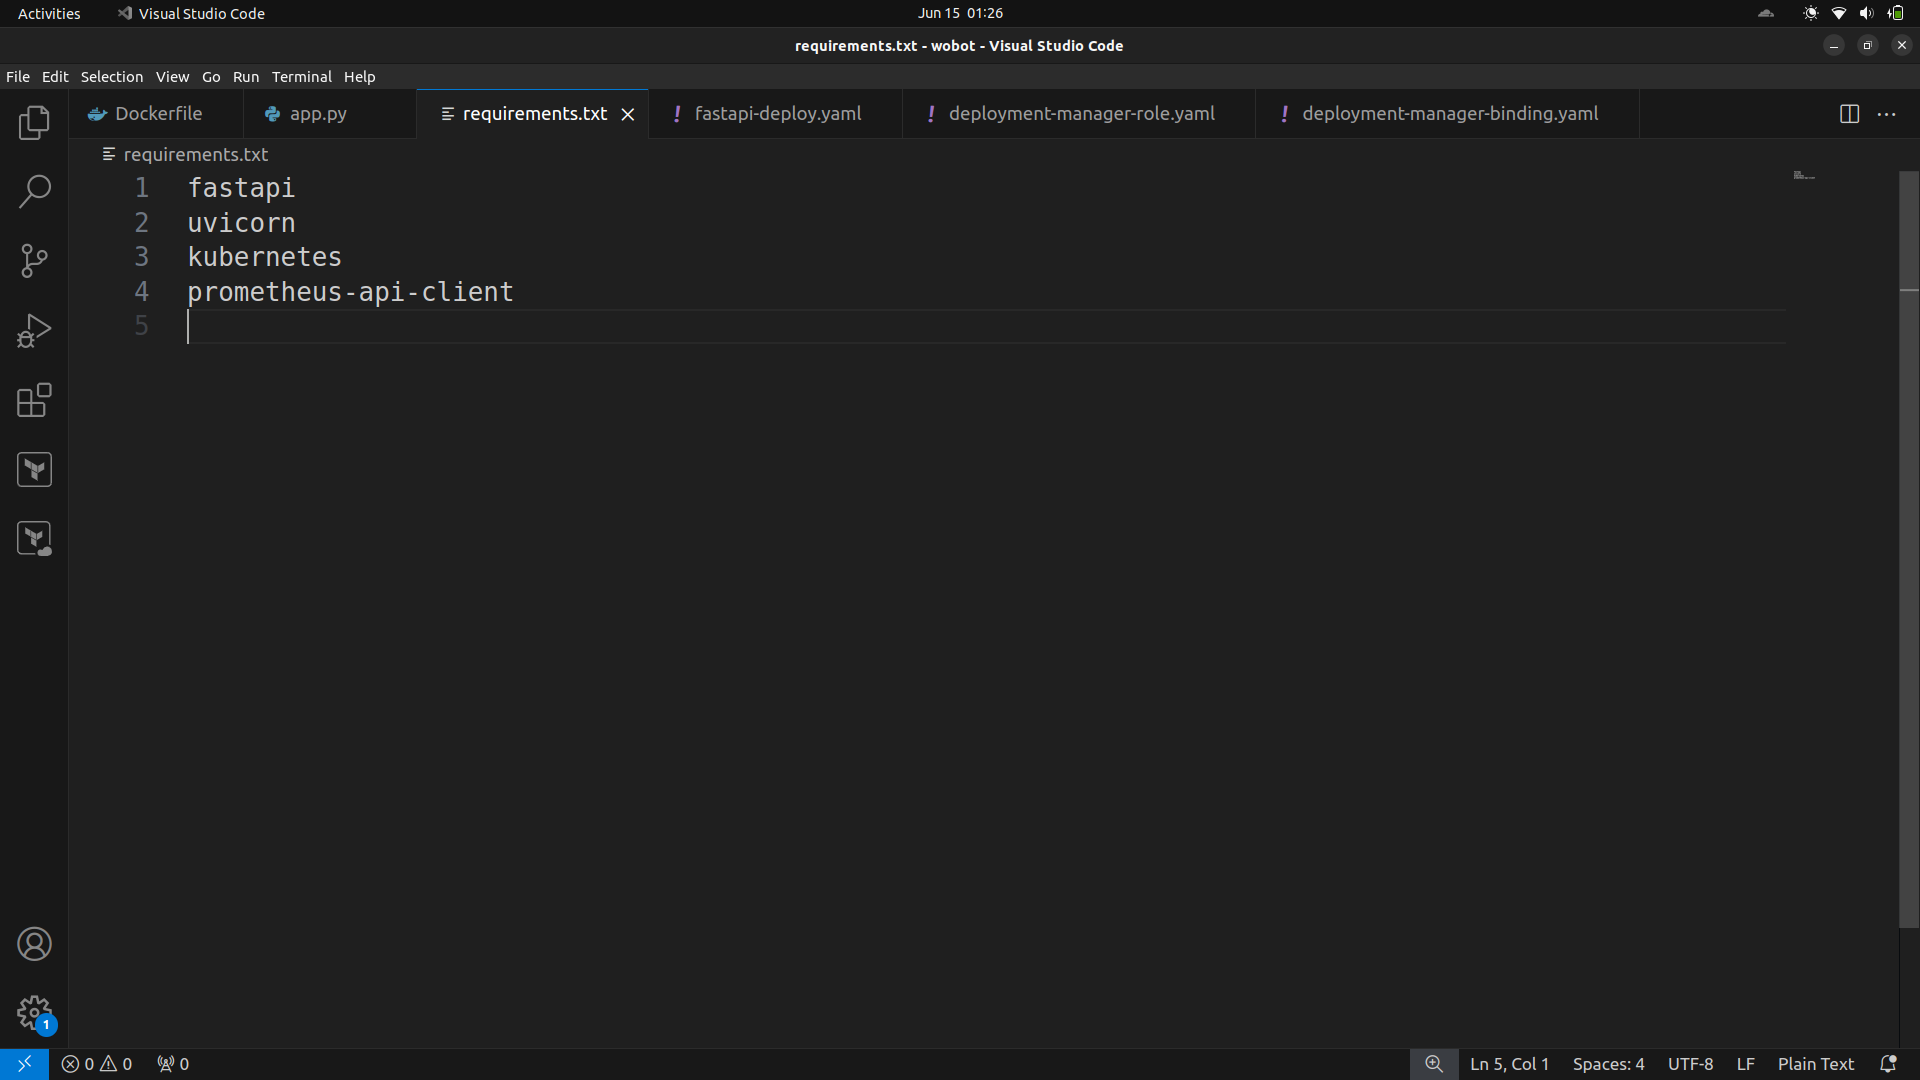 Activities Visual Studio Code Jun 15 01:26
requirements.txt - wobot - Visual Studio Code
File Edit Selection View Go Run Terminal Help
Dockerfile app.py requirements.txt ! fastapi-deploy.yaml ! deployment-manager-role.yaml ! deployment-manager-binding.yaml
requirements.txt
1 fastapi
2 uvicorn
3 kubernetes
4 prometheus-api-client
5
1
0 0 0 Ln 5, Col 1 Spaces: 4 UTF-8 LF Plain Text